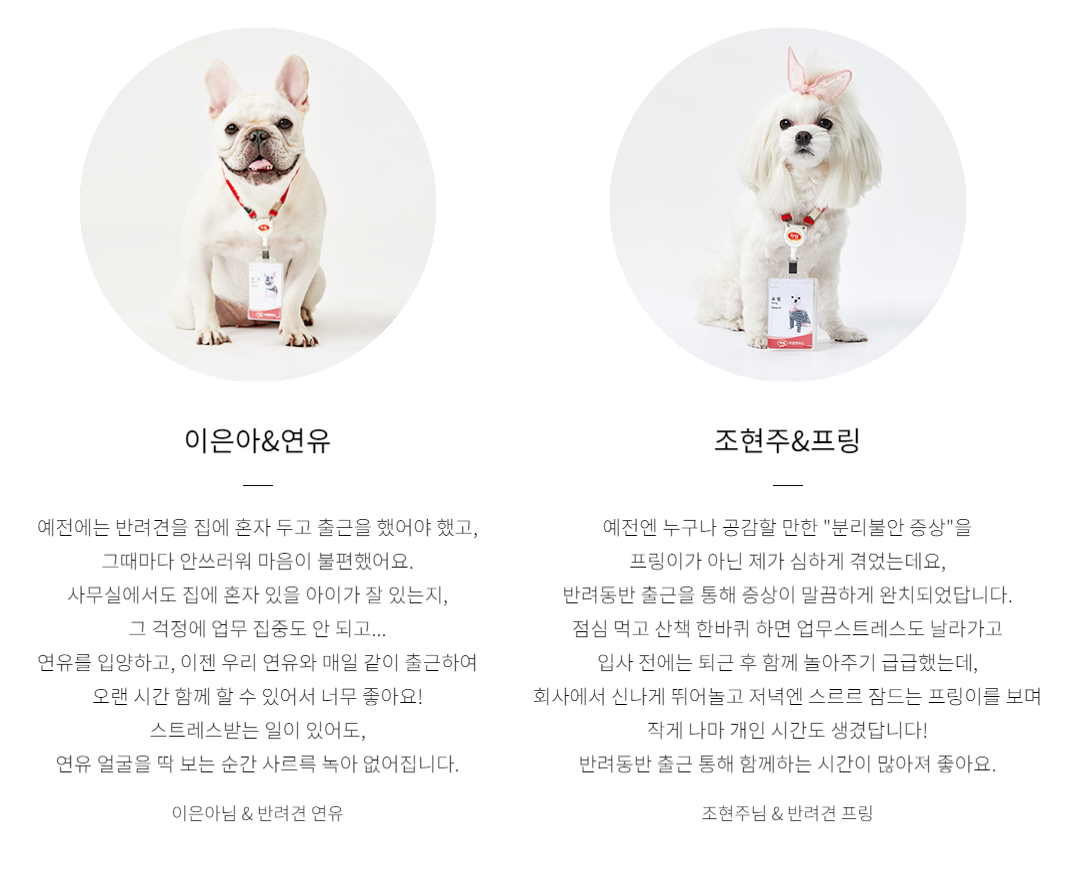 이은아&연유
예전에는 반려견을 집에 혼자 두고 출근을 했어야 했고,
그때마다 안쓰러워 마음이 불편했어요.
사무실에서도 집에 혼자 있을 아이가 잘 있는지,
그 걱정에 업무 집중도 안 되고...
연유를 입양하고, 이젠 우리 연유와 매일 같이 출근하여
오랜 시간 함께 할 수 있어서 너무 좋아요!
스트레스받는 일이 있어도,
연유 얼굴을 딱 보는 순간 사르륵 녹아 없어집니다.
이은아님 & 반려견 연유
프링
조현주&프링
예전엔 누구나 공감할 만한 "분리불안 증상"을
프링이가 아닌 제가 심하게 겪었는데요,
반려동반 출근을 통해 증상이 말끔하게 완치되었답니다.
점심 먹고 산책 한바퀴 하면 업무스트레스도 날라가고
입사 전에는 퇴근 후 함께 놀아주기 급급했는데,
회사에서 신나게 뛰어놀고 저녁엔 스르르 잠드는 프링이를 보며
작게 나마 개인 시간도 생겼답니다!
반려동반 출근 통해 함께하는 시간이 많아져 좋아요.
조현주님 & 반려견 프링